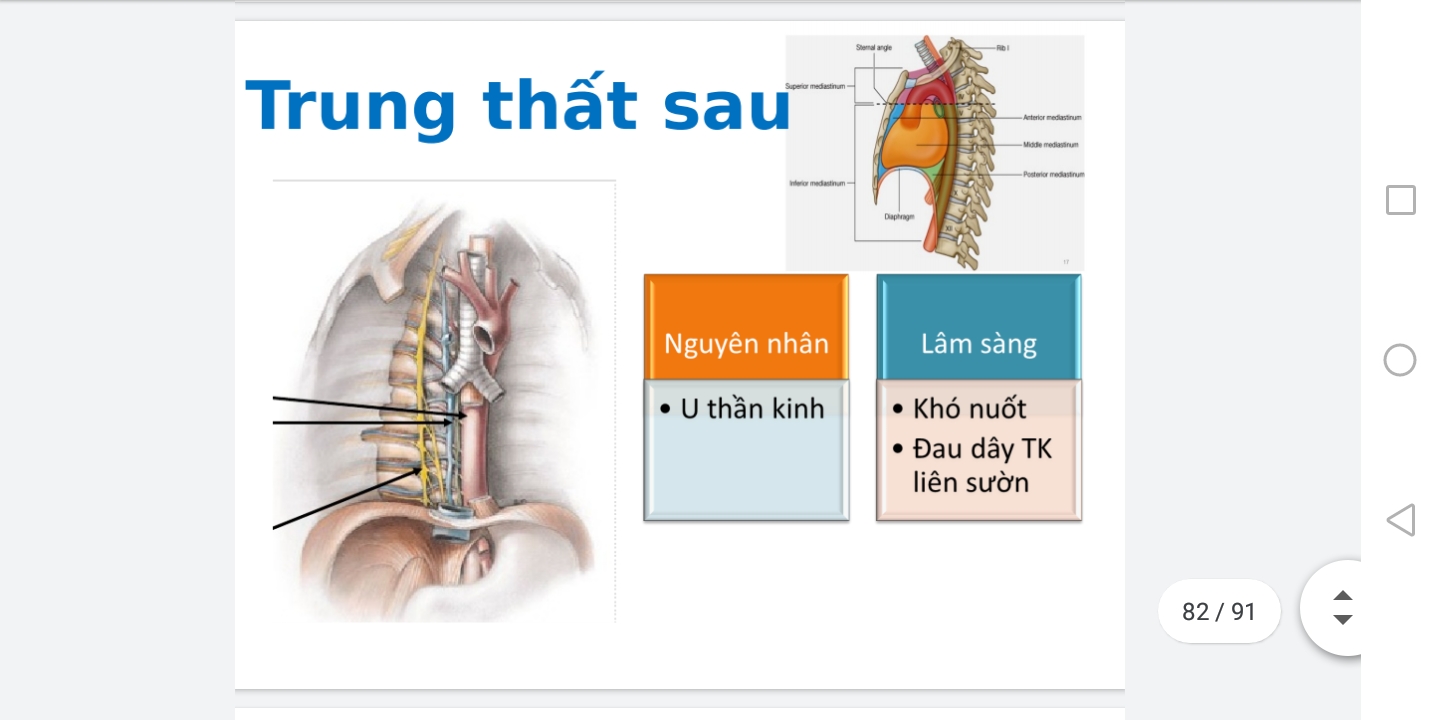 Trung thất sau
Sternal angle
Rib I
Superior mediastinum
Anterior mediastinum
Middle mediastinum
Posterior mediastinum
Inferior mediastinum
Diaphragm
17
Nguyên nhân
• U thần kinh
Lâm sàng
• Khó nuốt
• Đau dây TK
liên sườn
82 / 91